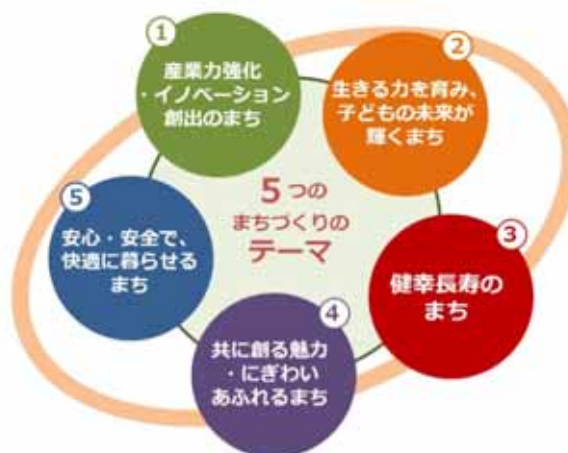 5つの
まちづくりの
テーマ
①
産業力強化
・イノベーション
創出のまち
②
生きる力を育み、
子どもの未来が
輝くまち
③
健幸長寿の
まち
④
共に創る魅力
・にぎわい
あふれるまち
⑤
安心・安全で、
快適に暮らせる
まち